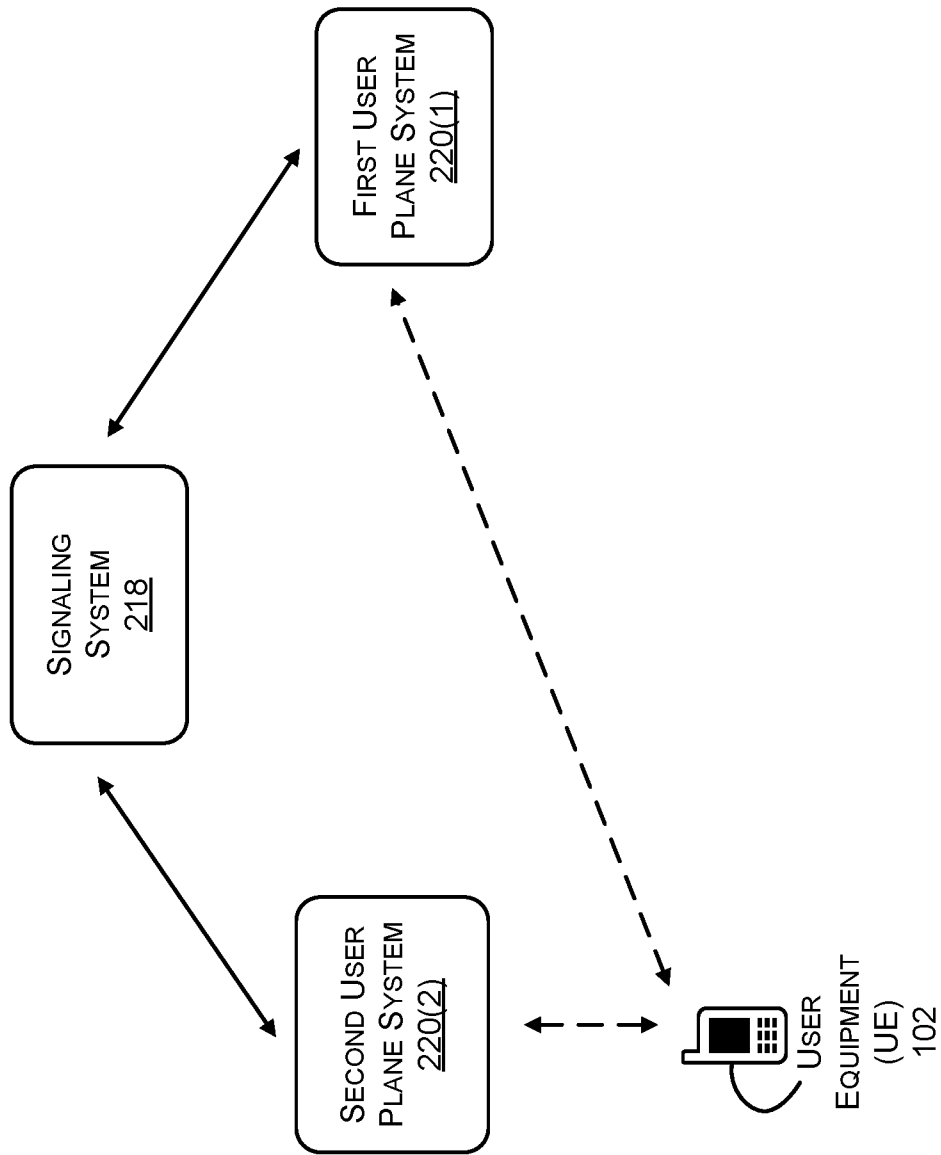 SIGNALING
SYSTEM
218
SECOND USER
PLANE SYSTEM
220(2)
FIRST USER
PLANE SYSTEM
220(1)
USER
EQUIPMENT
(UE)
102